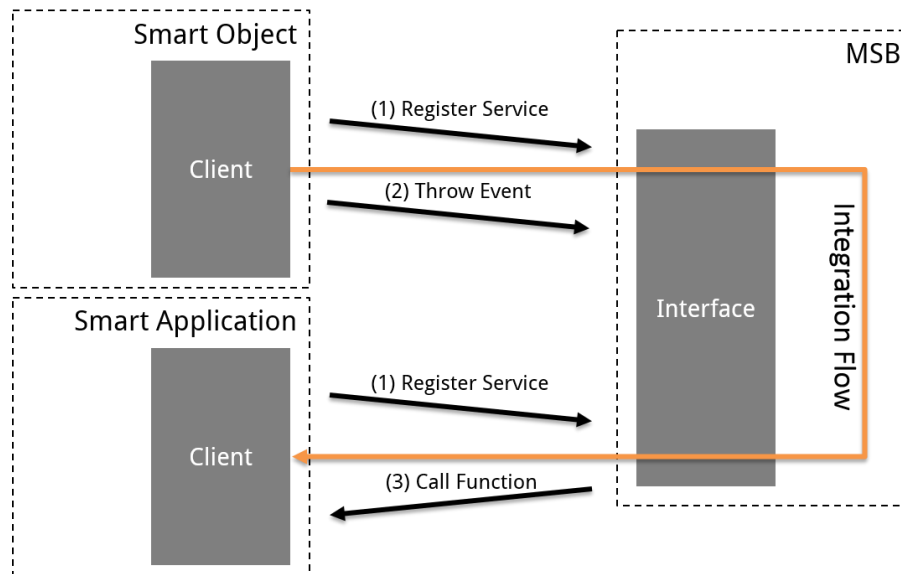 Smart Object
MSB
Client
(1) Register Service
(2) Throw Event
Integration Flow
Interface
Smart Application
Client
(1) Register Service
(3) Call Function